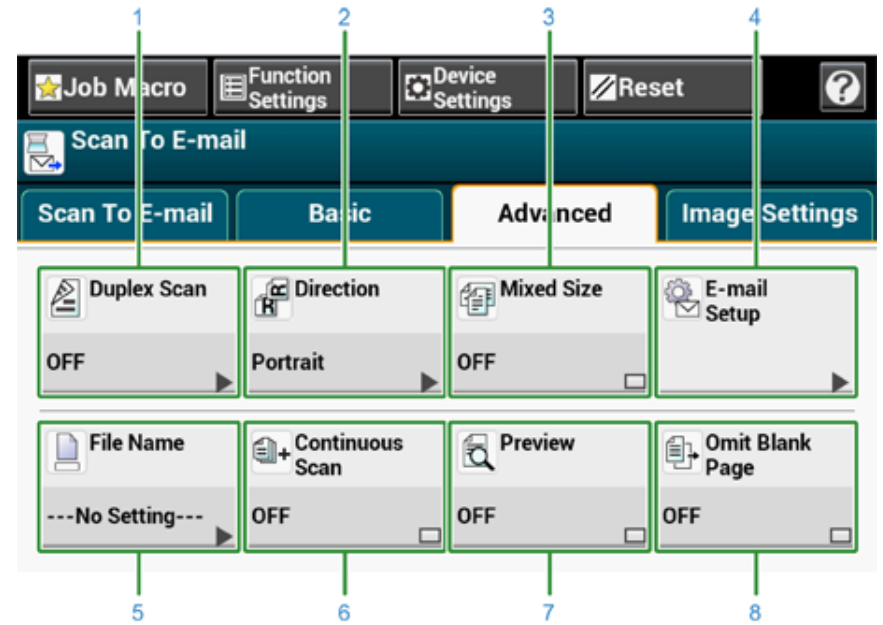 1 2 3 4
Job Macro Function Settings Device Settings Reset ?
Scan To E-mail
Scan To E-mail Basic Advanced Image Settings
Duplex Scan
OFF
Direction
Portrait
Mixed Size
OFF
E-mail
Setup
File Name
---No Setting---
Continuous
Scan
OFF
Preview
OFF
Omit Blank
Page
OFF
5 6 7 8